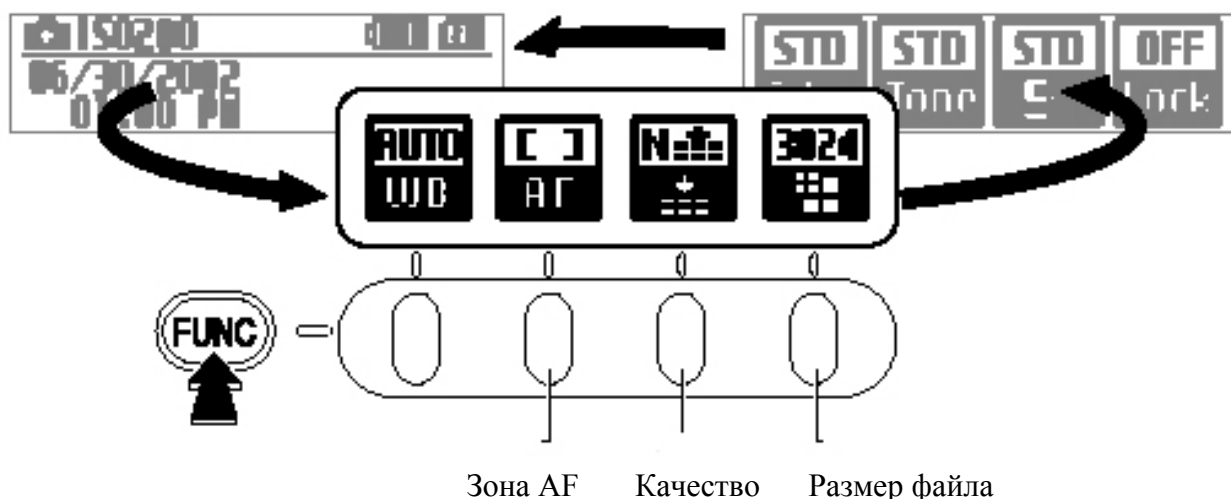 ISO200
06/30/2002
STD STD STD OFF
Tone Lock
AUTO [ ] N 3024
WB AF
FUNC
Зона AF Качество Размер файла